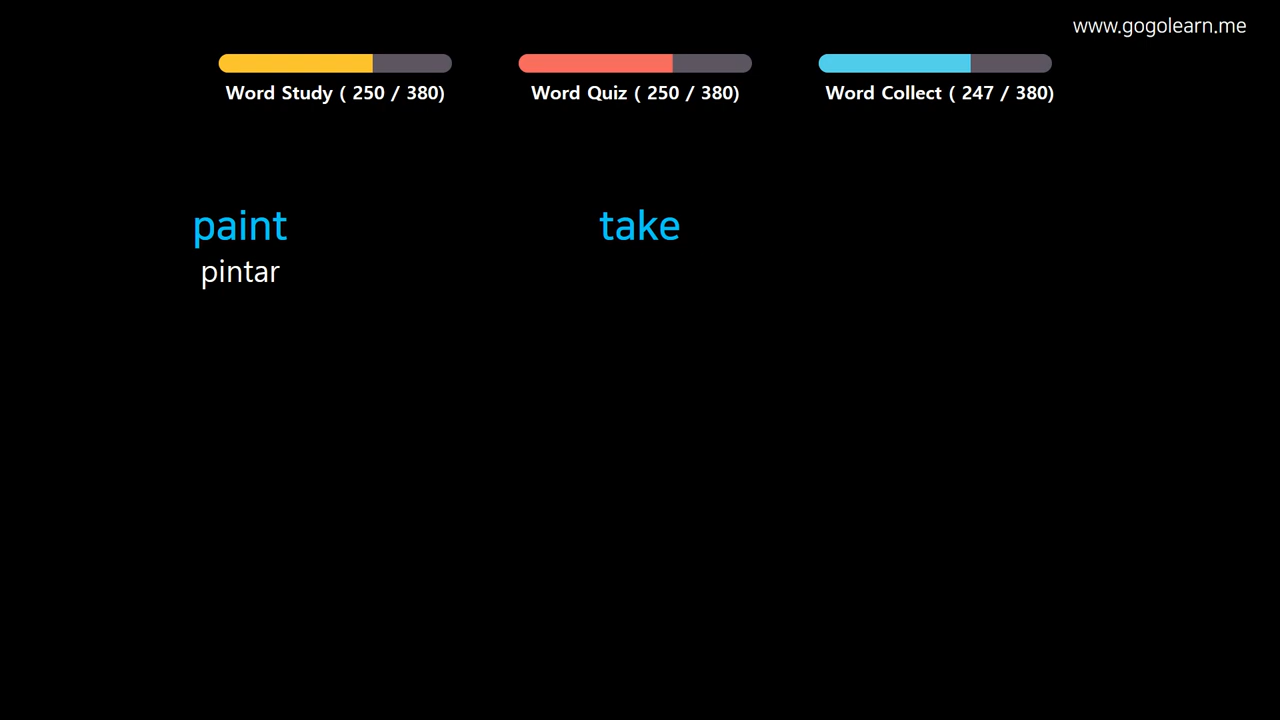 www.gogolearn.me
Word Study ( 250 / 380)
Word Quiz ( 250 / 380)
Word Collect ( 247 / 380)
paint
pintar
take